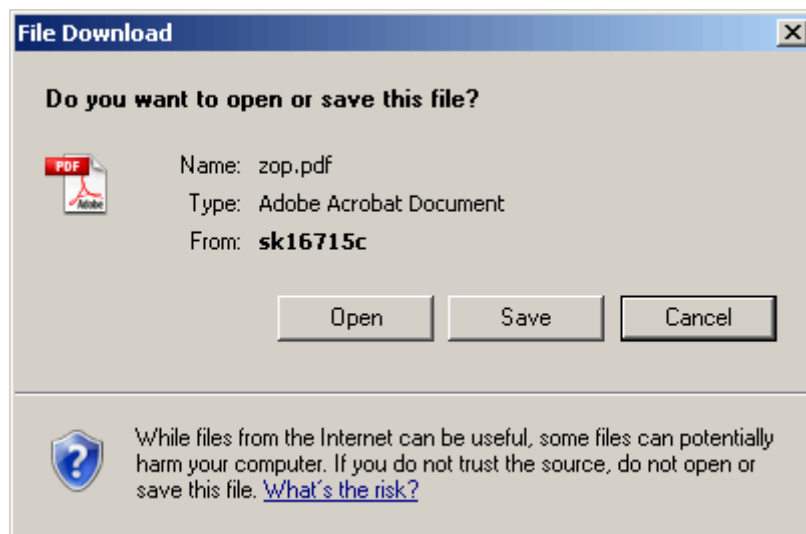 File Download
Do you want to open or save this file?
PDF
Adobe
Name: zop.pdf
Type: Adobe Acrobat Document
From: sk16715c
Open Save Cancel
While files from the Internet can be useful, some files can potentially
harm your computer. If you do not trust the source, do not open or
save this file. What's the risk?